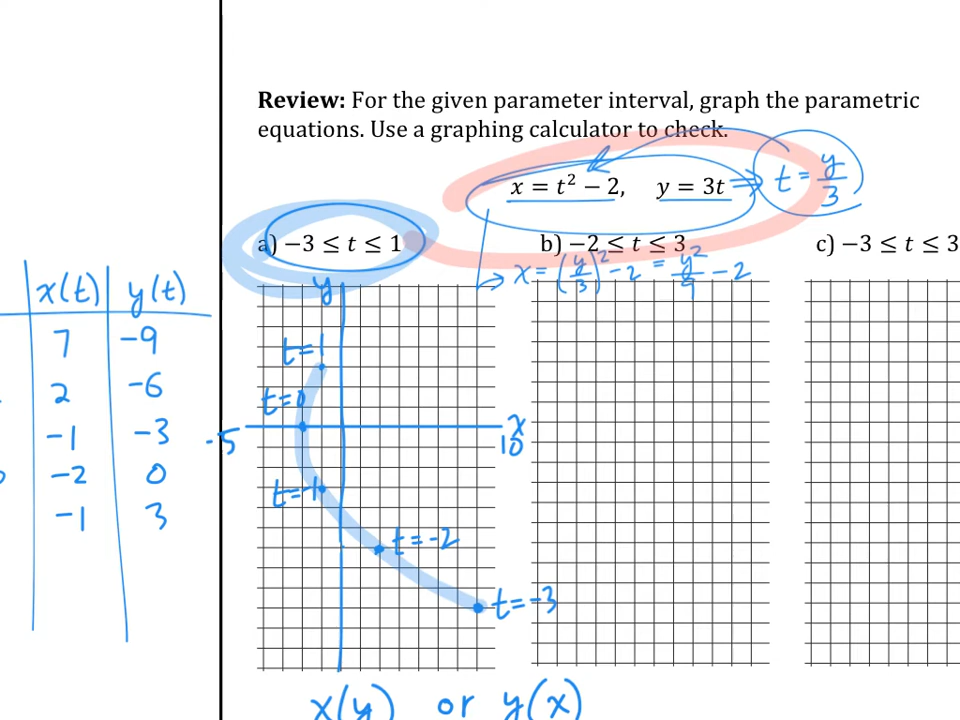 Review: For the given parameter interval, graph the parametric
equations. Use a graphing calculator to check.
x = t² − 2,   y = 3t ⇒ t = y/3
a) −3 ≤ t ≤ 1   b) −2 ≤ t ≤ 3   c) −3 ≤ t ≤ 3
→ x = (y/3)² − 2 = y²/9 − 2
x(t) y(t)
7 −9
2 −6
−1 −3
−2 0
−1 3
y
t=1
t=0
x
-5
10
t=-1
t=-2
t=-3
x(y) or y(x)